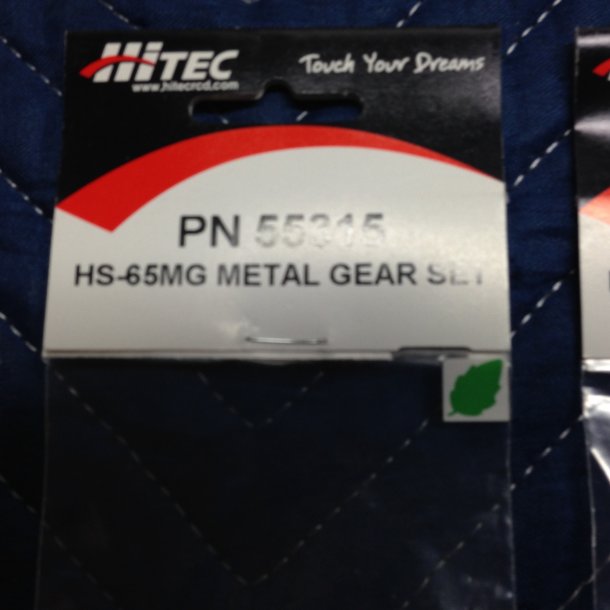 HiTEC
www.hitecrcd.com
Touch Your Dreams
PN 55315
HS-65MG METAL GEAR SET